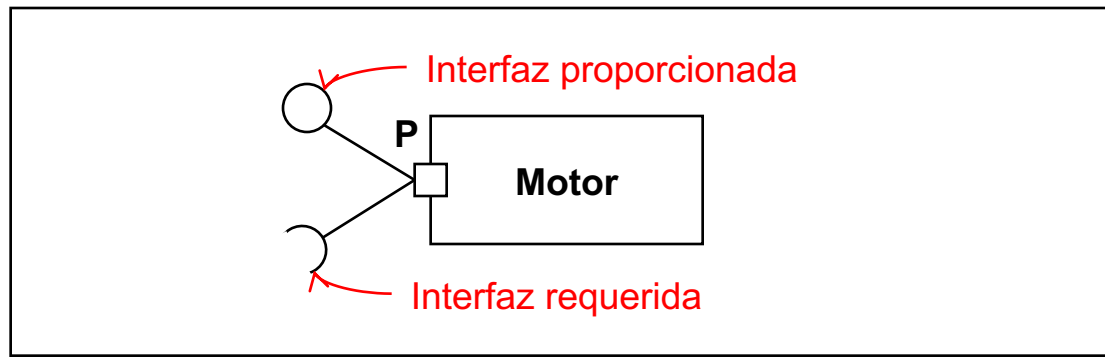 Interfaz proporcionada
P
Motor
Interfaz requerida